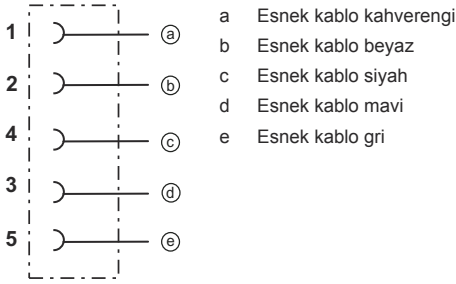 1 a
2 b
4 c
3 d
5 e
a Esnek kablo kahverengi
b Esnek kablo beyaz
c Esnek kablo siyah
d Esnek kablo mavi
e Esnek kablo gri